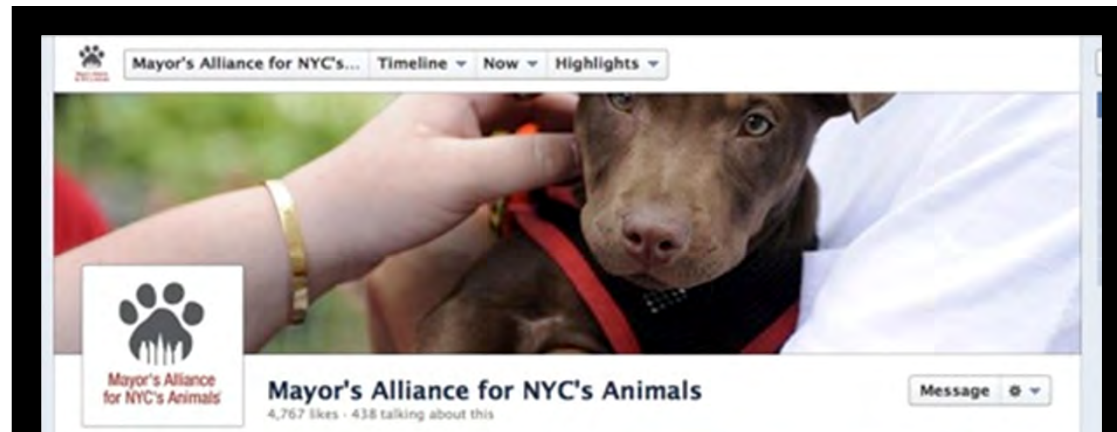 Mayor's Alliance for NYC's... Timeline Now Highlights
Mayor's Alliance
for NYC's Animals
Mayor's Alliance for NYC's Animals
4,767 likes · 438 talking about this
Message